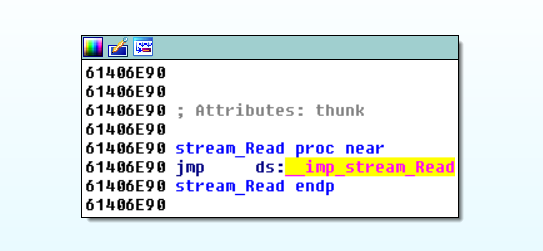 61406E90
61406E90
61406E90 ; Attributes: thunk
61406E90
61406E90 stream_Read proc near
61406E90 jmp     ds:__imp_stream_Read
61406E90 stream_Read endp
61406E90